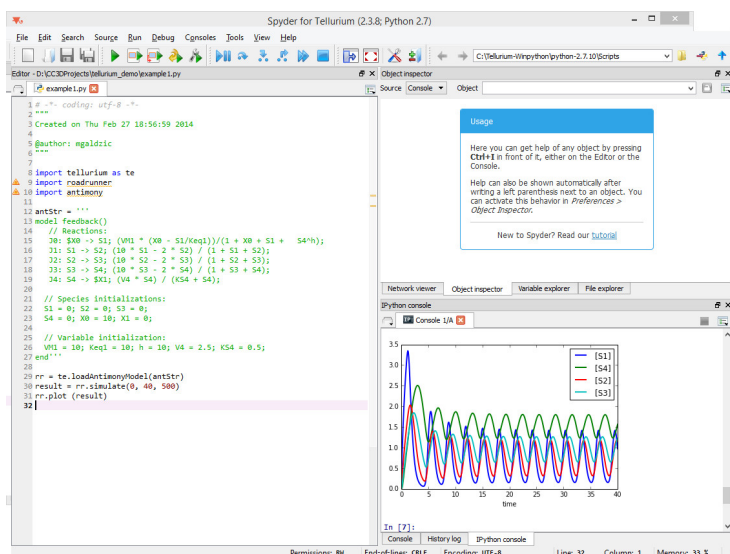 Spyder for Tellurium (2.3.8; Python 2.7)
File Edit Search Source Run Debug Consoles Tools View Help
C:\Tellurium-Winpython\python-2.7.10\Scripts
Editor - D:\CC3DProjects\tellurium_demo\example1.py
example1.py
1 # -*- coding: utf-8 -*-
2 """
3 Created on Thu Feb 27 18:56:59 2014
4
5 @author: mgaldzic
6 """
7
8 import tellurium as te
9 import roadrunner
10 import antimony
11
12 antStr = '''
13 model feedback()
14 // Reactions:
15 J0: $X0 -> S1; (VM1 * (X0 - S1/Keq1))/(1 + X0 + S1 + S4^h);
16 J1: S1 -> S2; (10 * S1 - 2 * S2) / (1 + S1 + S2);
17 J2: S2 -> S3; (10 * S2 - 2 * S3) / (1 + S2 + S3);
18 J3: S3 -> S4; (10 * S3 - 2 * S4) / (1 + S3 + S4);
19 J4: S4 -> $X1; (V4 * S4) / (KS4 + S4);
20
21 // Species initializations:
22 S1 = 0; S2 = 0; S3 = 0;
23 S4 = 0; X0 = 10; X1 = 0;
24
25 // Variable initialization:
26 VM1 = 10; Keq1 = 10; h = 10; V4 = 2.5; KS4 = 0.5;
27 end'''
28
29 rr = te.loadAntimonyModel(antStr)
30 result = rr.simulate(0, 40, 500)
31 rr.plot (result)
32
Object inspector
Source Console Object
Usage
Here you can get help of any object by pressing
Ctrl+I in front of it, either on the Editor or the
Console.
Help can also be shown automatically after
writing a left parenthesis next to an object. You
can activate this behavior in Preferences >
Object Inspector.
New to Spyder? Read our tutorial
Network viewer Object inspector Variable explorer File explorer
IPython console
IP Console 1/A
3.5
3.0
2.5
2.0
1.5
1.0
0.5
0.0
0 5 10 15 20 25 30 35 40
time
[S1]
[S4]
[S2]
[S3]
In [7]:
Console History log IPython console
Permissions: RW End-of-lines: CRLF Encoding: UTF-8 Line: 32 Column: 1 Memory: 33 %